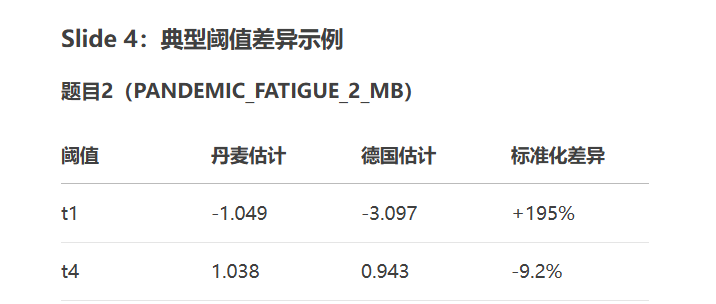 Slide 4：典型阈值差异示例
题目2（PANDEMIC_FATIGUE_2_MB）
阈值 丹麦估计 德国估计 标准化差异
t1 -1.049 -3.097 +195%
t4 1.038 0.943 -9.2%